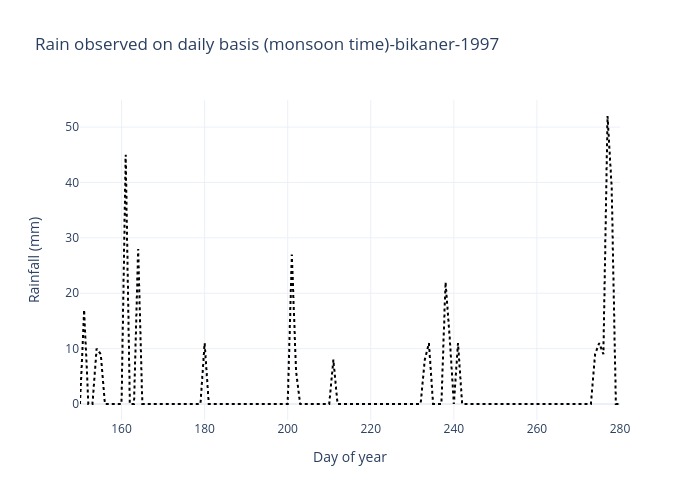 Rain observed on daily basis (monsoon time)-bikaner-1997
50
40
30
20
10
0
Rainfall (mm)
160 180 200 220 240 260 280
Day of year